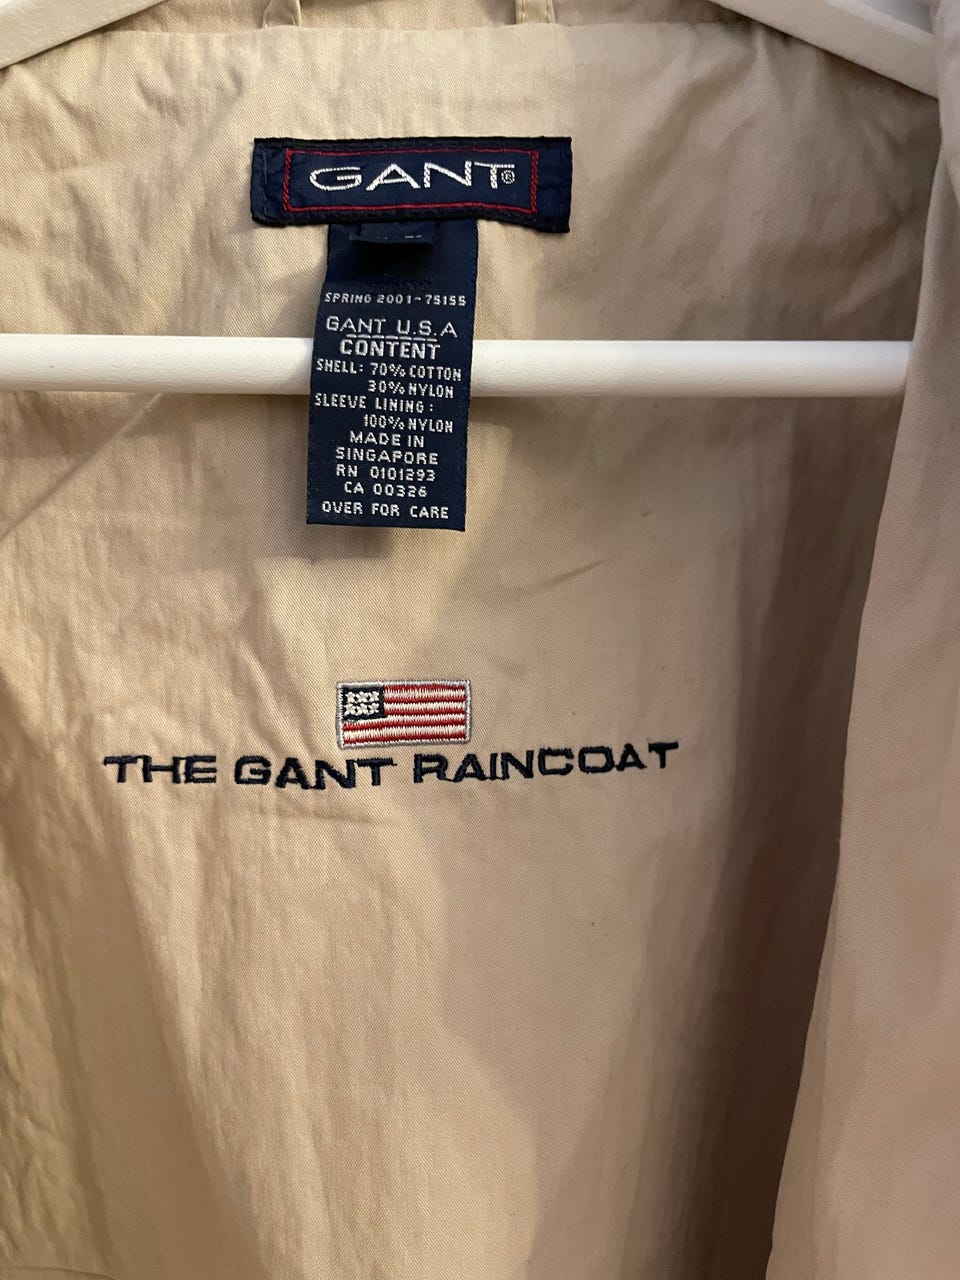 GANT®
SPRING 2001-75155
GANT U.S.A
CONTENT
SHELL: 70% COTTON
30% NYLON
SLEEVE LINING:
100% NYLON
MADE IN
SINGAPORE
RN 0101293
CA 00326
OVER FOR CARE
THE GANT RAINCOAT